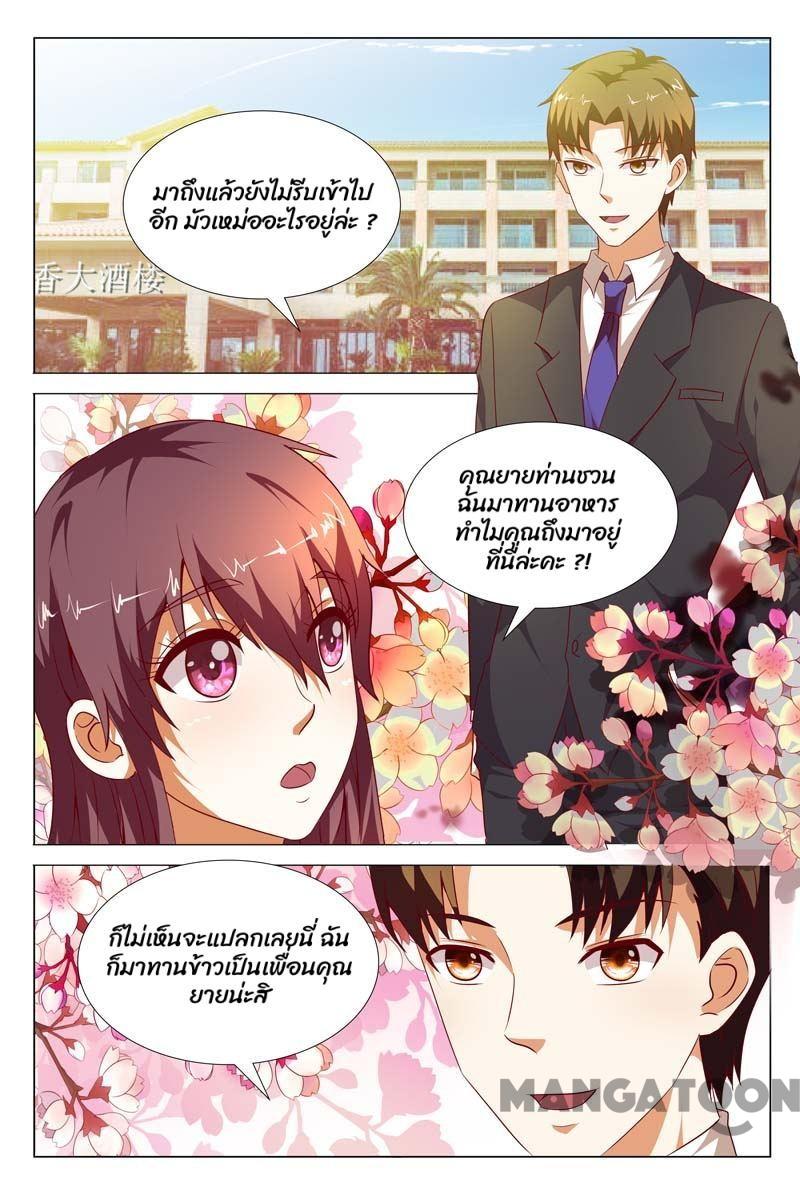 มาถึงแล้วยังไม่รีบเข้าไป
อีก มัวเหม่ออะไรอยู่ล่ะ ?
香大酒楼
คุณยายท่านชวน
ฉันมาทานอาหาร
ทำไมคุณถึงมาอยู่
ที่นี่ล่ะคะ ?!
ก็ไม่เห็นจะแปลกเลยนี่ ฉัน
ก็มาทานข้าวเป็นเพื่อนคุณ
ยายน่ะสิ
MANGATOON